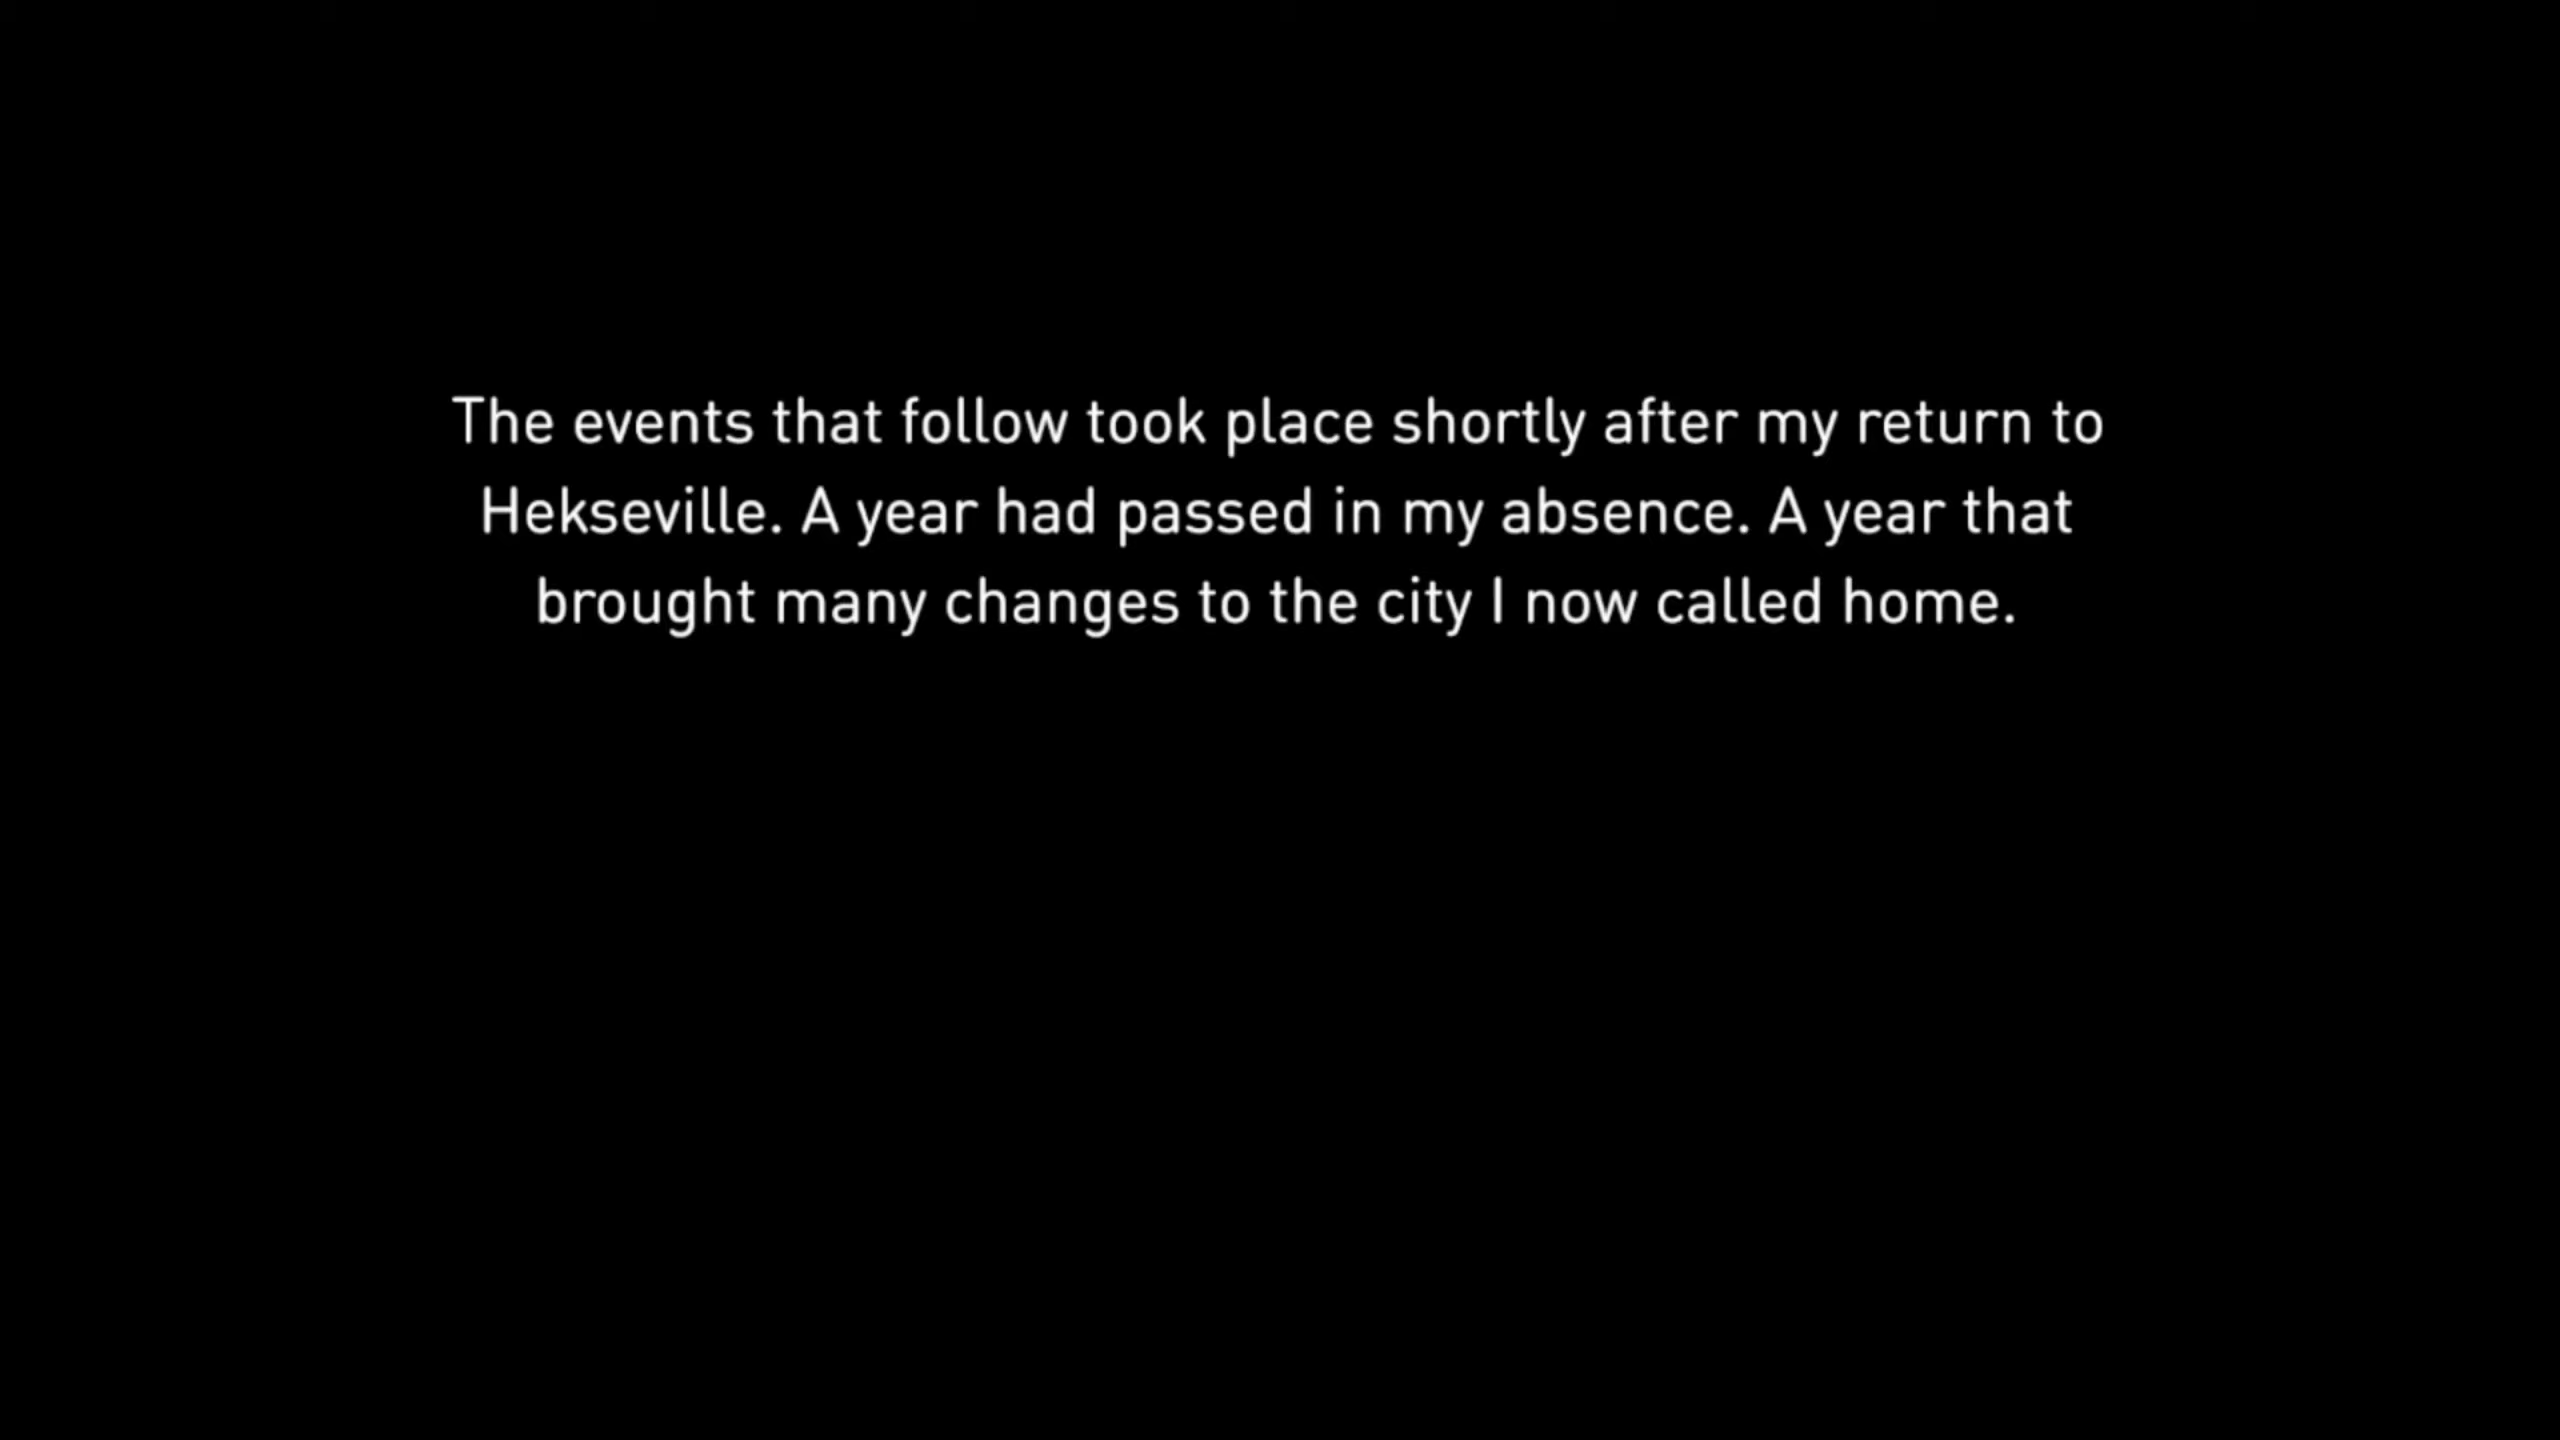 The events that follow took place shortly after my return to
Hekseville. A year had passed in my absence. A year that
brought many changes to the city I now called home.